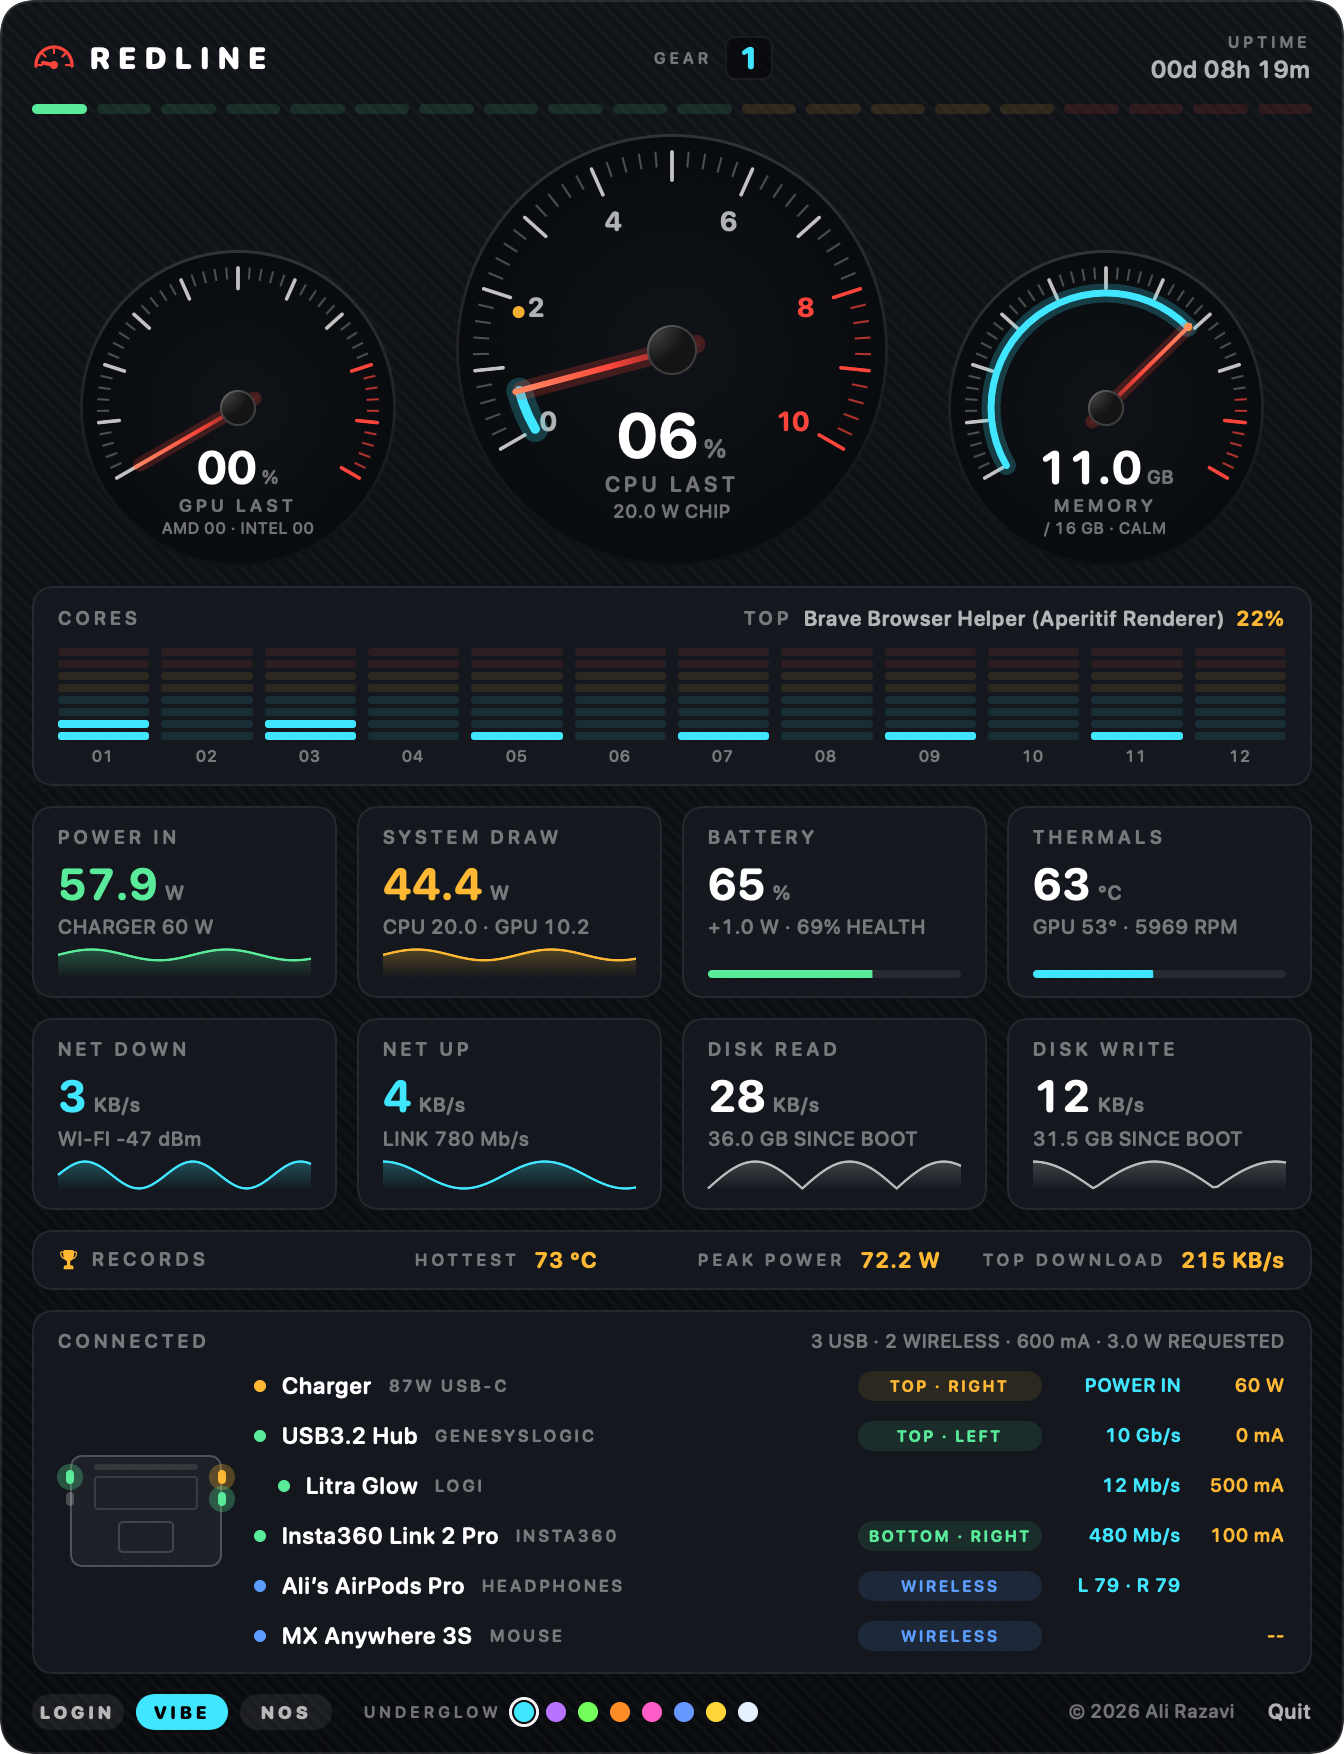 REDLINE
GEAR 1
UPTIME
00d 08h 19m
4 6
2 8
0 10
06 %
CPU LAST
20.0 W CHIP
00 %
GPU LAST
AMD 00 · INTEL 00
11.0 GB
MEMORY
/ 16 GB · CALM
CORES TOP Brave Browser Helper (Aperitif Renderer) 22%
01 02 03 04 05 06 07 08 09 10 11 12
POWER IN
57.9 W
CHARGER 60 W
SYSTEM DRAW
44.4 W
CPU 20.0 · GPU 10.2
BATTERY
65 %
+1.0 W · 69% HEALTH
THERMALS
63 °C
GPU 53° · 5969 RPM
NET DOWN
3 KB/s
WI-FI -47 dBm
NET UP
4 KB/s
LINK 780 Mb/s
DISK READ
28 KB/s
36.0 GB SINCE BOOT
DISK WRITE
12 KB/s
31.5 GB SINCE BOOT
RECORDS HOTTEST 73 °C PEAK POWER 72.2 W TOP DOWNLOAD 215 KB/s
CONNECTED 3 USB · 2 WIRELESS · 600 mA · 3.0 W REQUESTED
Charger 87W USB-C TOP · RIGHT POWER IN 60 W
USB3.2 Hub GENESYSLOGIC TOP · LEFT 10 Gb/s 0 mA
Litra Glow LOGI 12 Mb/s 500 mA
Insta360 Link 2 Pro INSTA360 BOTTOM · RIGHT 480 Mb/s 100 mA
Ali’s AirPods Pro HEADPHONES WIRELESS L 79 · R 79
MX Anywhere 3S MOUSE WIRELESS --
LOGIN VIBE NOS UNDERGLOW © 2026 Ali Razavi Quit